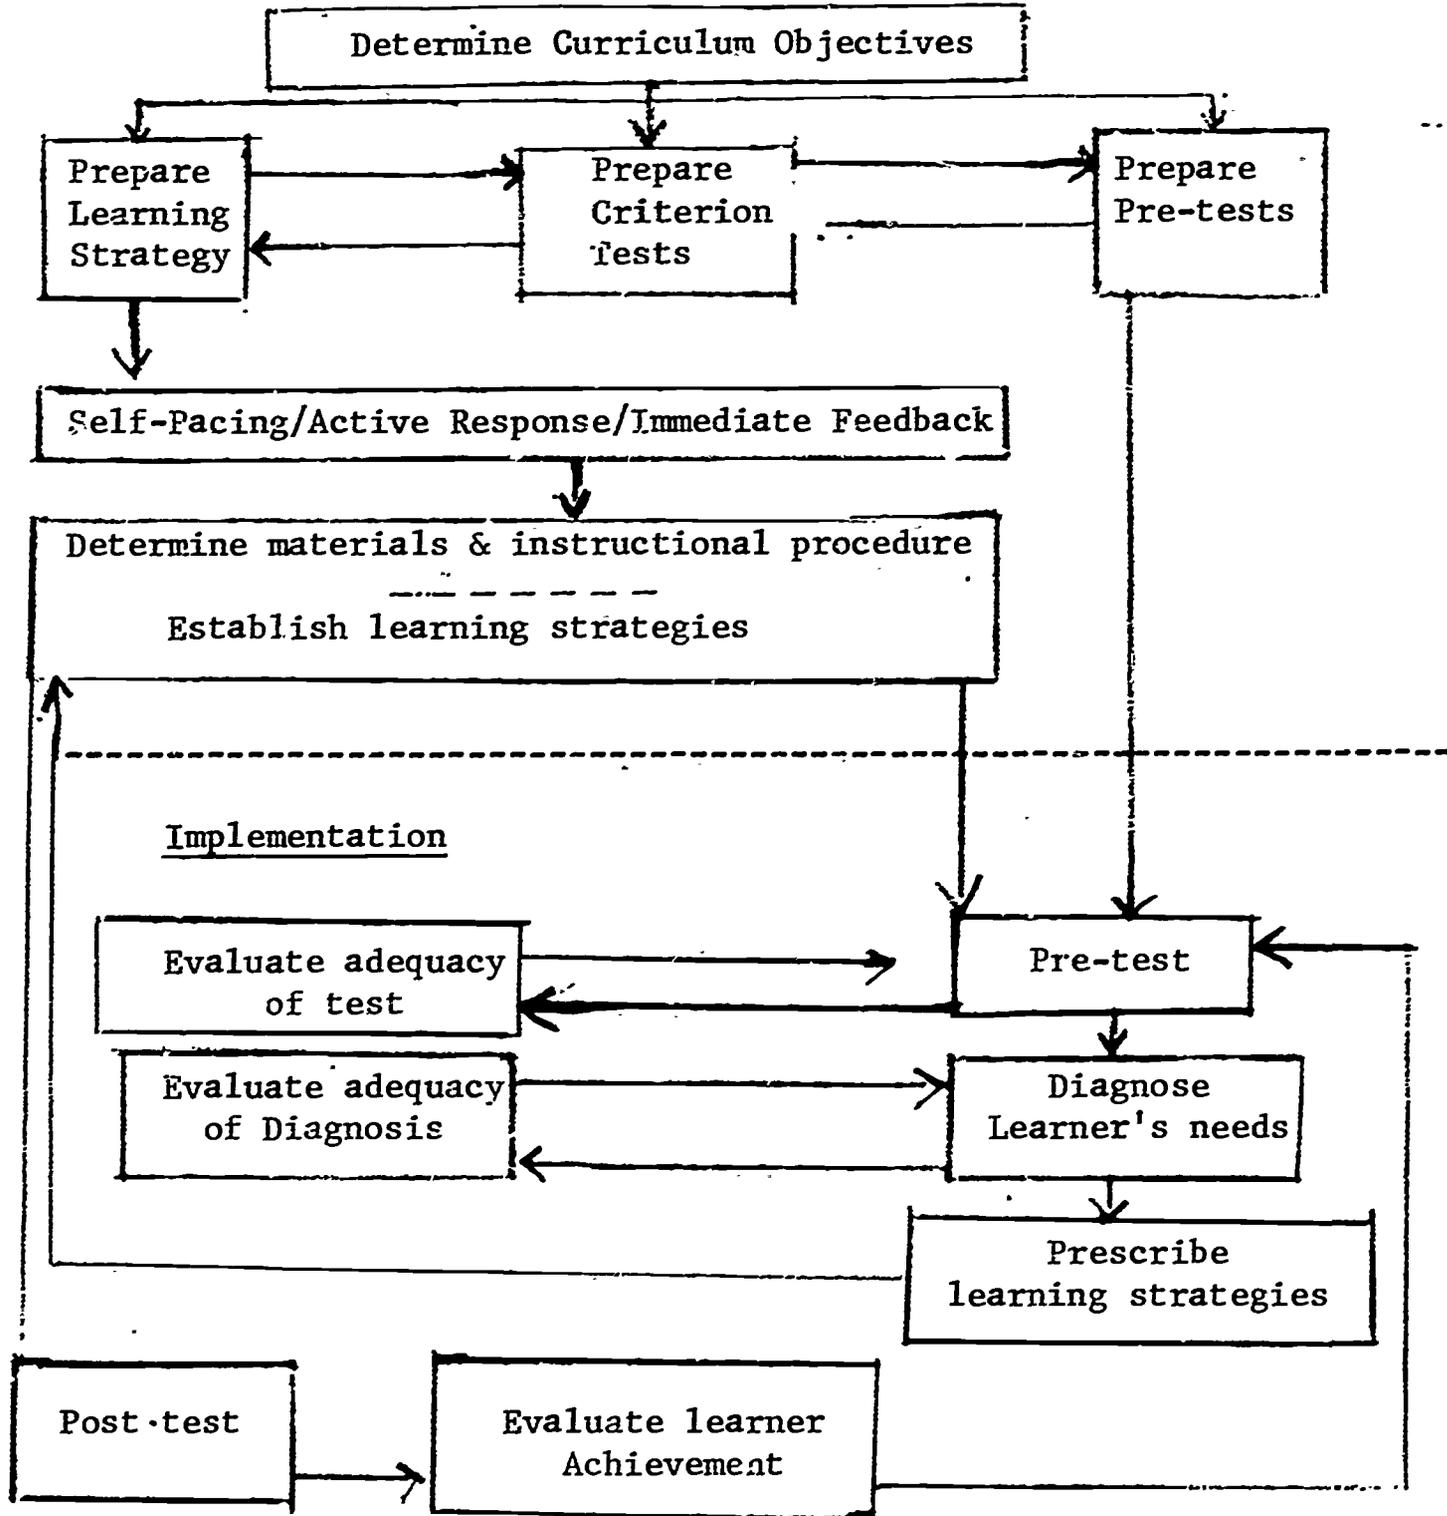 Determine Curriculum Objectives
Prepare
Learning
Strategy
Prepare
Criterion
Tests
Prepare
Pre-tests
Self-Pacing/Active Response/Immediate Feedback
Determine materials & instructional procedure
Establish learning strategies
Implementation
Evaluate adequacy
of test
Pre-test
Evaluate adequacy
of Diagnosis
Diagnose
Learner's needs
Prescribe
learning strategies
Post-test
Evaluate learner
Achievement